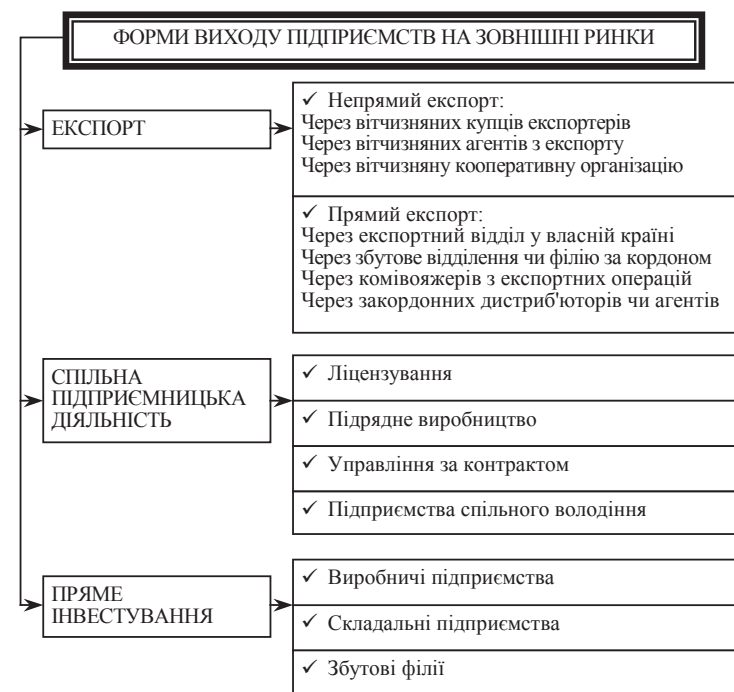 ФОРМИ ВИХОДУ ПІДПРИЄМСТВ НА ЗОВНІШНІ РИНКИ
ЕКСПОРТ
✓ Непрямий експорт:
Через вітчизняних купців експортерів
Через вітчизняних агентів з експорту
Через вітчизняну кооперативну організацію
✓ Прямий експорт:
Через експортний відділ у власній країні
Через збутове відділення чи філію за кордоном
Через комівояжерів з експортних операцій
Через закордонних дистриб'юторів чи агентів
СПІЛЬНА
ПІДПРИЄМНИЦЬКА
ДІЯЛЬНІСТЬ
✓ Ліцензування
✓ Підрядне виробництво
✓ Управління за контрактом
✓ Підприємства спільного володіння
ПРЯМЕ
ІНВЕСТУВАННЯ
✓ Виробничі підприємства
✓ Складальні підприємства
✓ Збутові філії